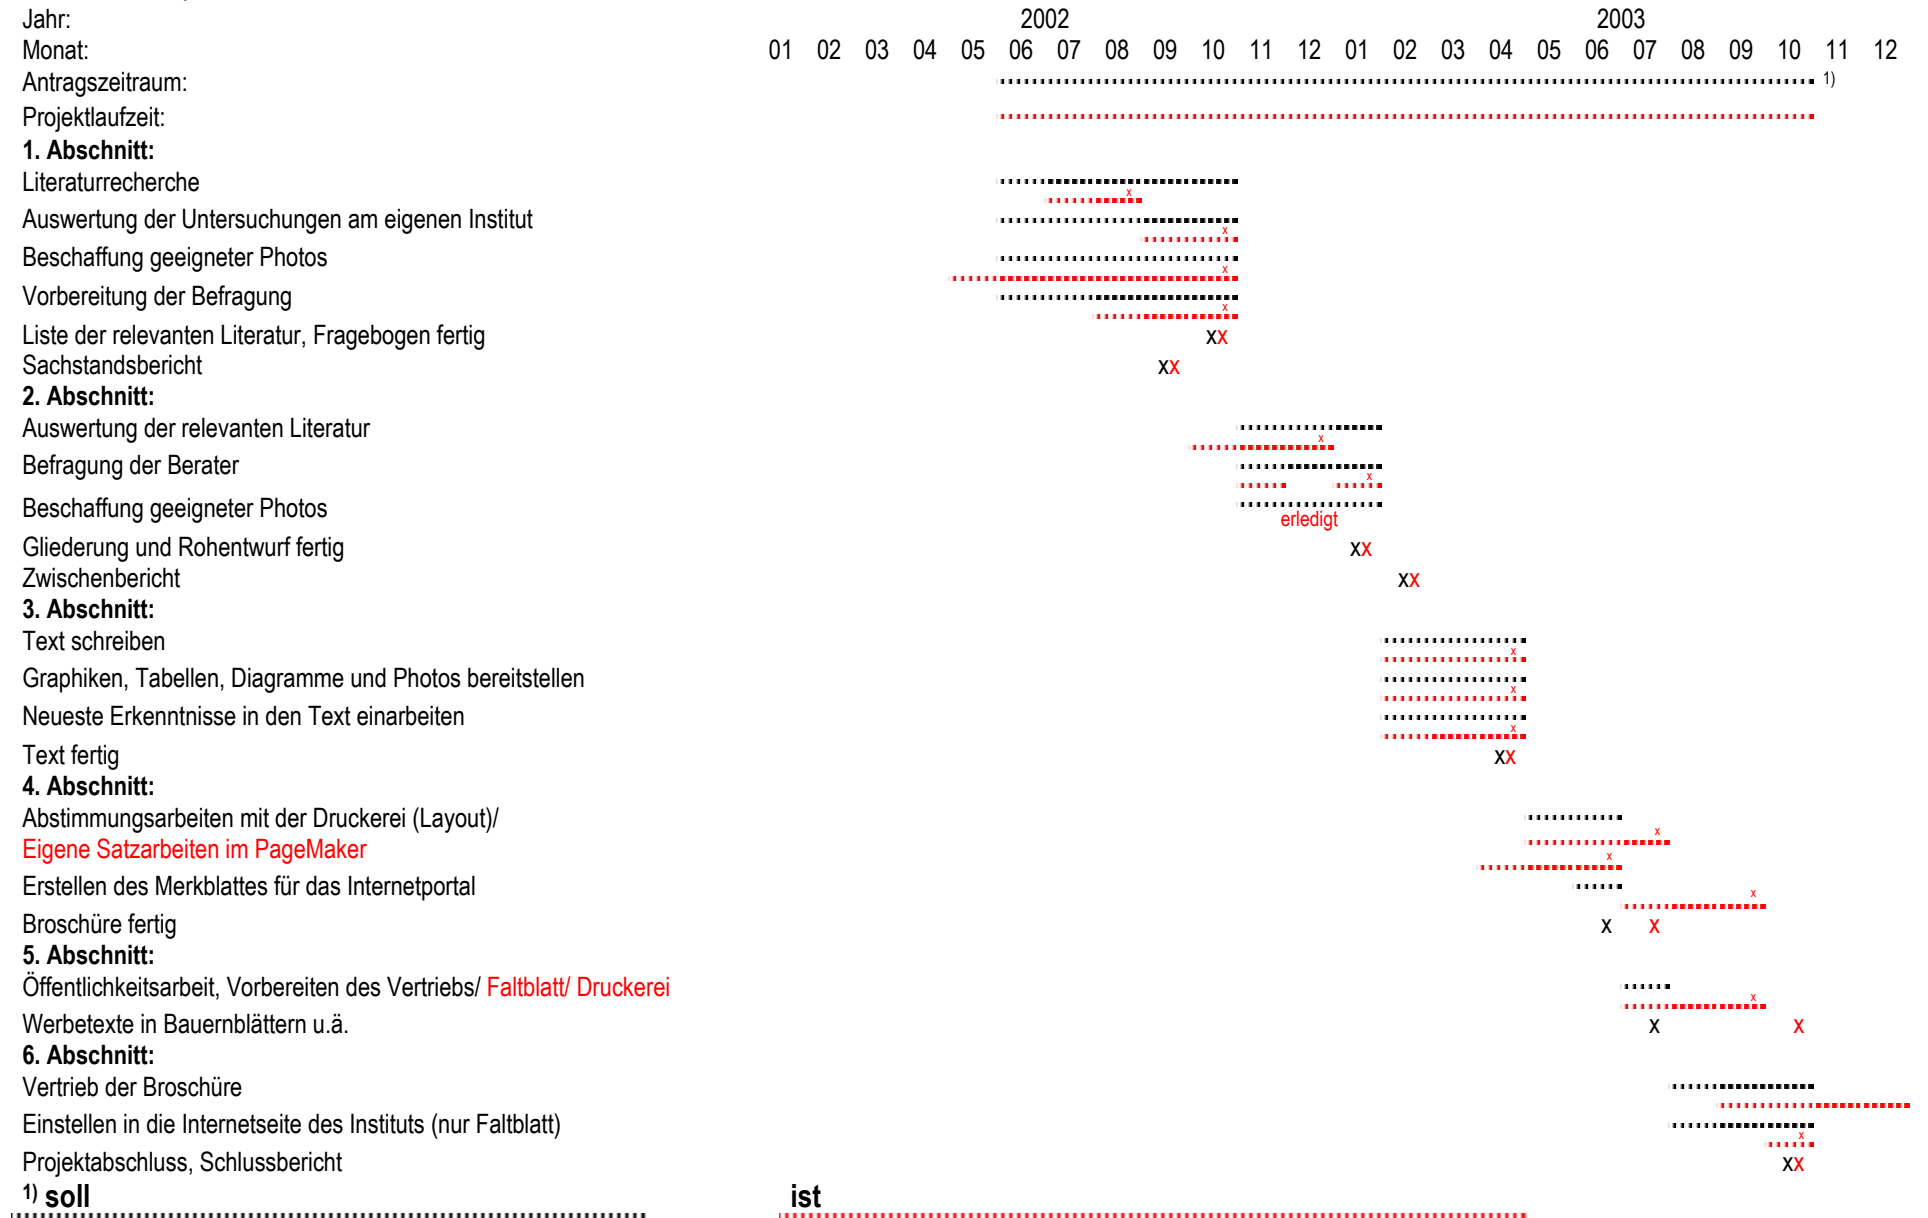 Jahr: 2002 2003
Monat: 01 02 03 04 05 06 07 08 09 10 11 12 01 02 03 04 05 06 07 08 09 10 11 12
Antragszeitraum: 1)
Projektlaufzeit:
1. Abschnitt:
Literaturrecherche
x
Auswertung der Untersuchungen am eigenen Institut
x
Beschaffung geeigneter Photos
x
Vorbereitung der Befragung
x
Liste der relevanten Literatur, Fragebogen fertig XX
Sachstandsbericht XX
2. Abschnitt:
Auswertung der relevanten Literatur
x
Befragung der Berater
x
Beschaffung geeigneter Photos
erledigt
Gliederung und Rohentwurf fertig XX
Zwischenbericht XX
3. Abschnitt:
Text schreiben
x
Graphiken, Tabellen, Diagramme und Photos bereitstellen
x
Neueste Erkenntnisse in den Text einarbeiten
x
Text fertig XX
4. Abschnitt:
Abstimmungsarbeiten mit der Druckerei (Layout)/
x
Eigene Satzarbeiten im PageMaker x
Erstellen des Merkblattes für das Internetportal
x
Broschüre fertig X X
5. Abschnitt:
Öffentlichkeitsarbeit, Vorbereiten des Vertriebs/ Faltblatt/ Druckerei
x
Werbetexte in Bauernblättern u.ä. X X
6. Abschnitt:
Vertrieb der Broschüre
Einstellen in die Internetseite des Instituts (nur Faltblatt)
x
Projektabschluss, Schlussbericht XX
1) soll ist